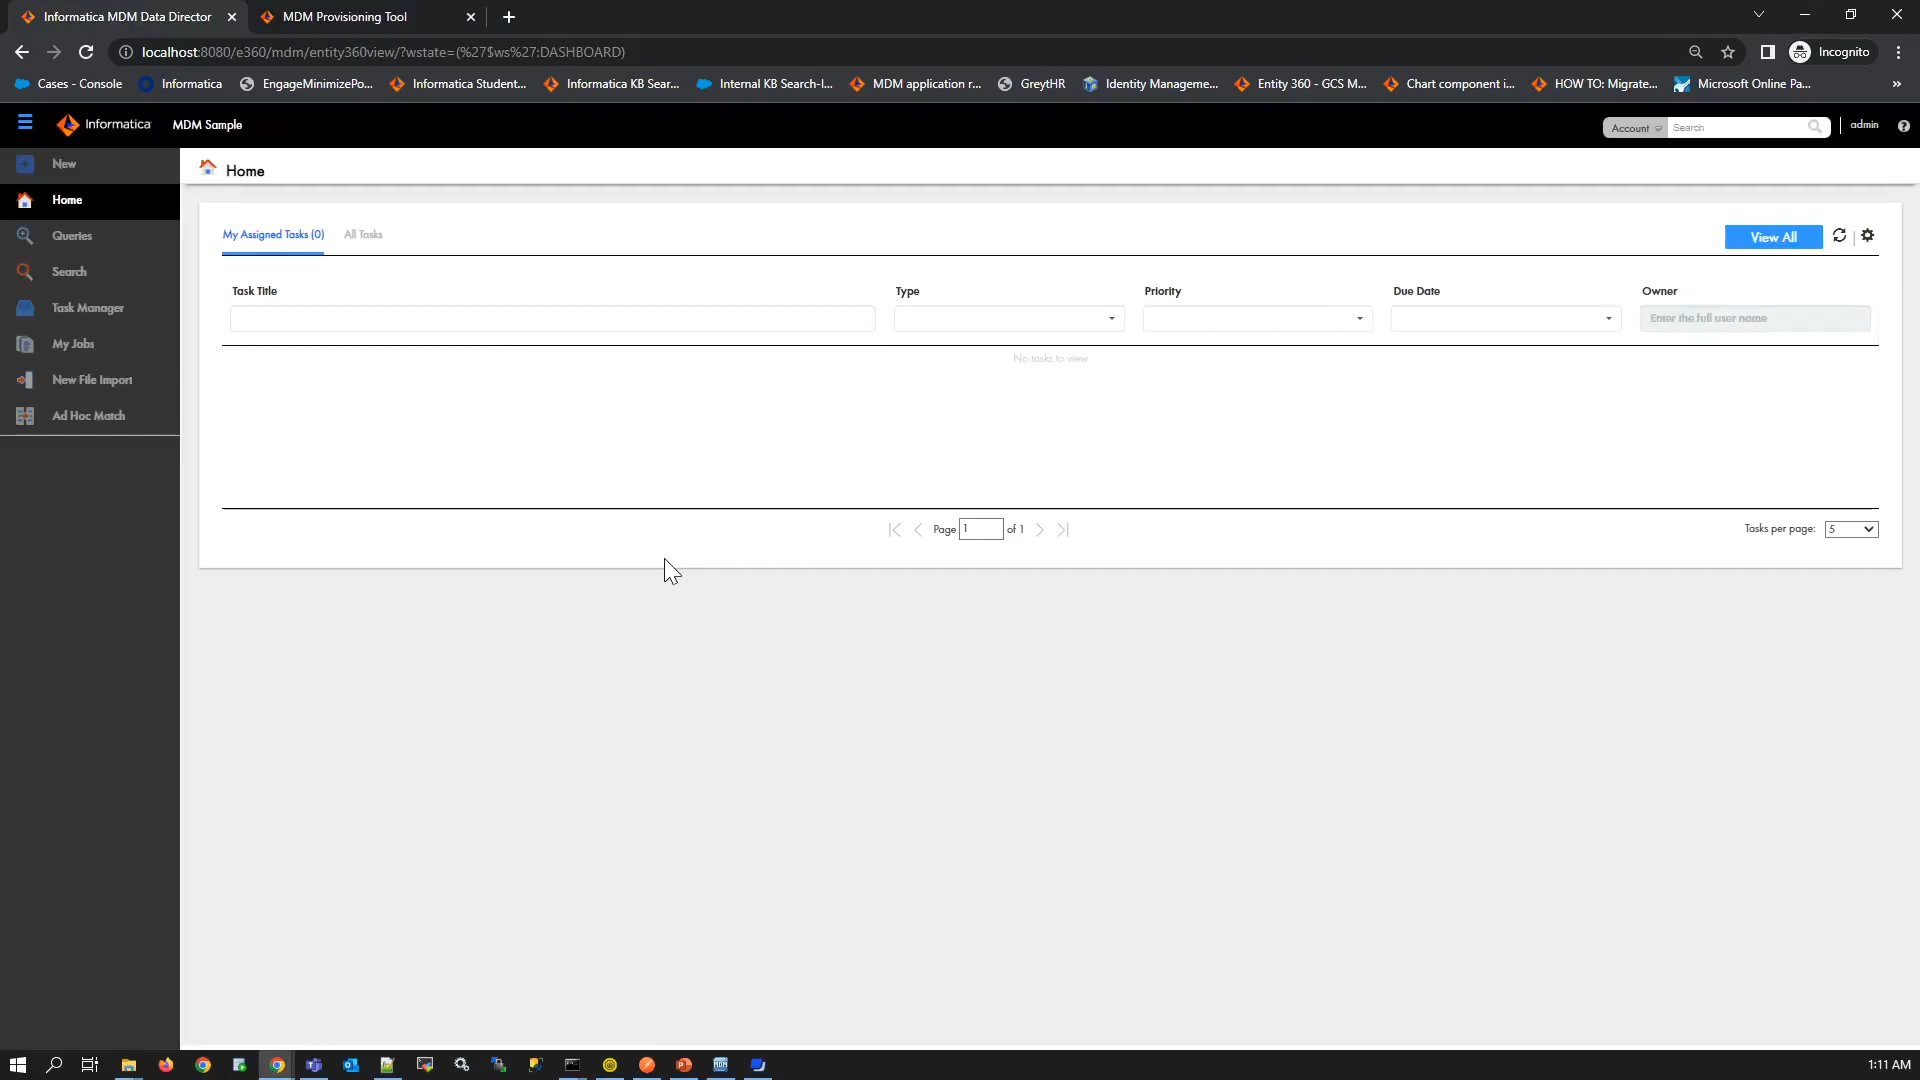 Informatica MDM Data Director
MDM Provisioning Tool
localhost:8080/e360/mdm/entity360view/?wstate=(%27$ws%27:DASHBOARD)
Incognito
Cases - Console
Informatica
EngageMinimizePo...
Informatica Student...
Informatica KB Sear...
Internal KB Search-I...
MDM application r...
GreytHR
Identity Manageme...
Entity 360 - GCS M...
Chart component i...
HOW TO: Migrate...
Microsoft Online Pa...
Informatica
MDM Sample
Account
Search
admin
New
Home
Queries
Search
Task Manager
My Jobs
New File Import
Ad Hoc Match
Home
My Assigned Tasks (0)
All Tasks
View All
Task Title
Type
Priority
Due Date
Owner
Enter the full user name
No tasks to view
Page 1 of 1
Tasks per page: 5
1:11 AM